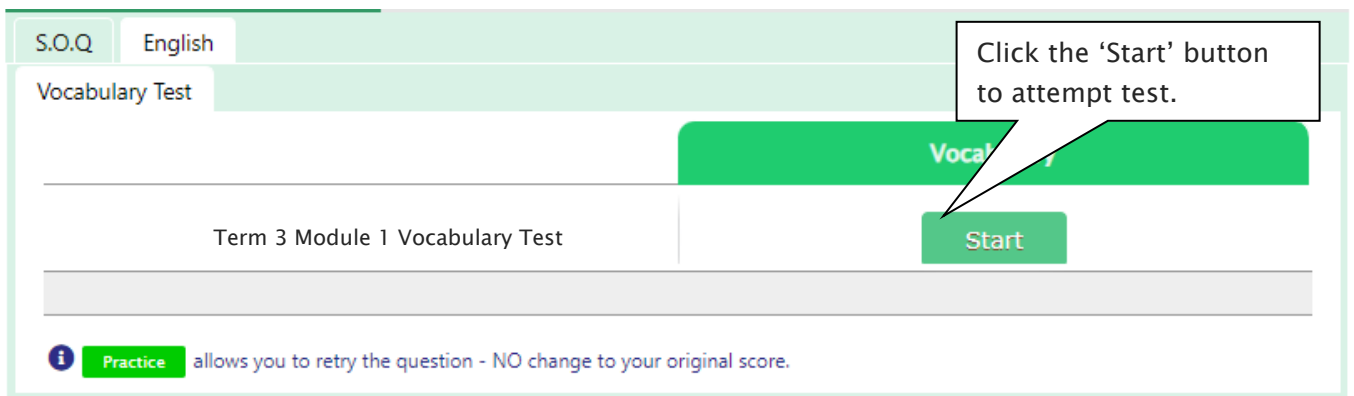 S.O.Q English
Click the ‘Start’ button
to attempt test.
Vocabulary Test
Term 3 Module 1 Vocabulary Test
Start
Practice allows you to retry the question - NO change to your original score.